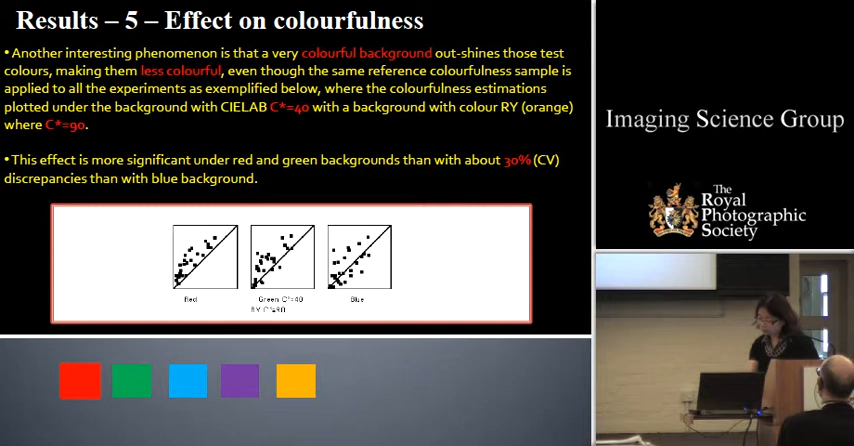 Results – 5 – Effect on colourfulness
• Another interesting phenomenon is that a very colourful background out-shines those test
colours, making them less colourful, even though the same reference colourfulness sample is
applied to all the experiments as exemplified below, where the colourfulness estimations
plotted under the background with CIELAB C*=40 with a background with colour RY (orange)
where C*=90.
• This effect is more significant under red and green backgrounds than with about 30% (CV)
discrepancies than with blue background.
Red
Green C*=40
Blue
RY C*=90
Imaging Science Group
The
Royal
Photographic
Society